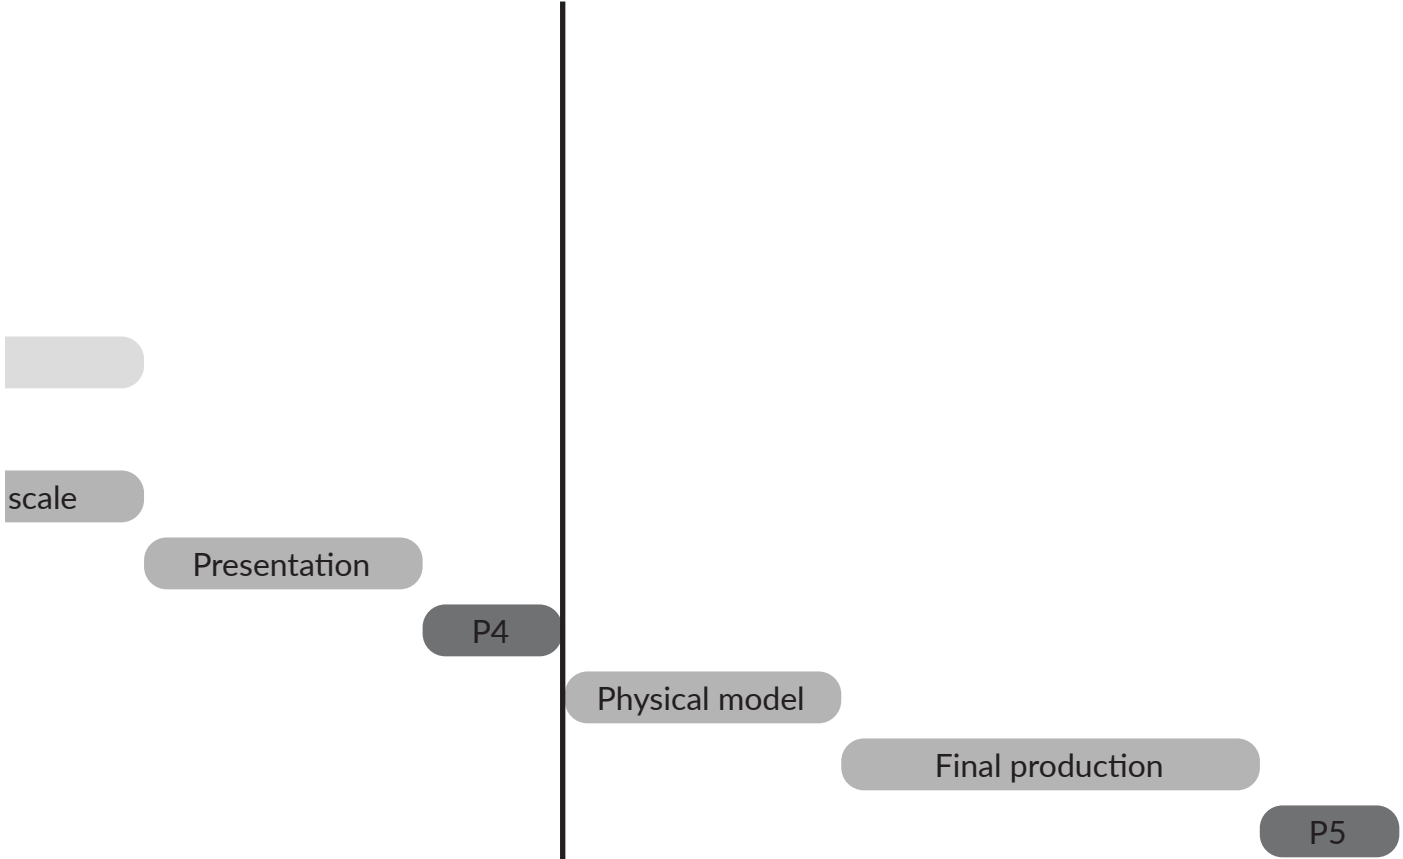 scale
Presentation
P4
Physical model
Final production
P5